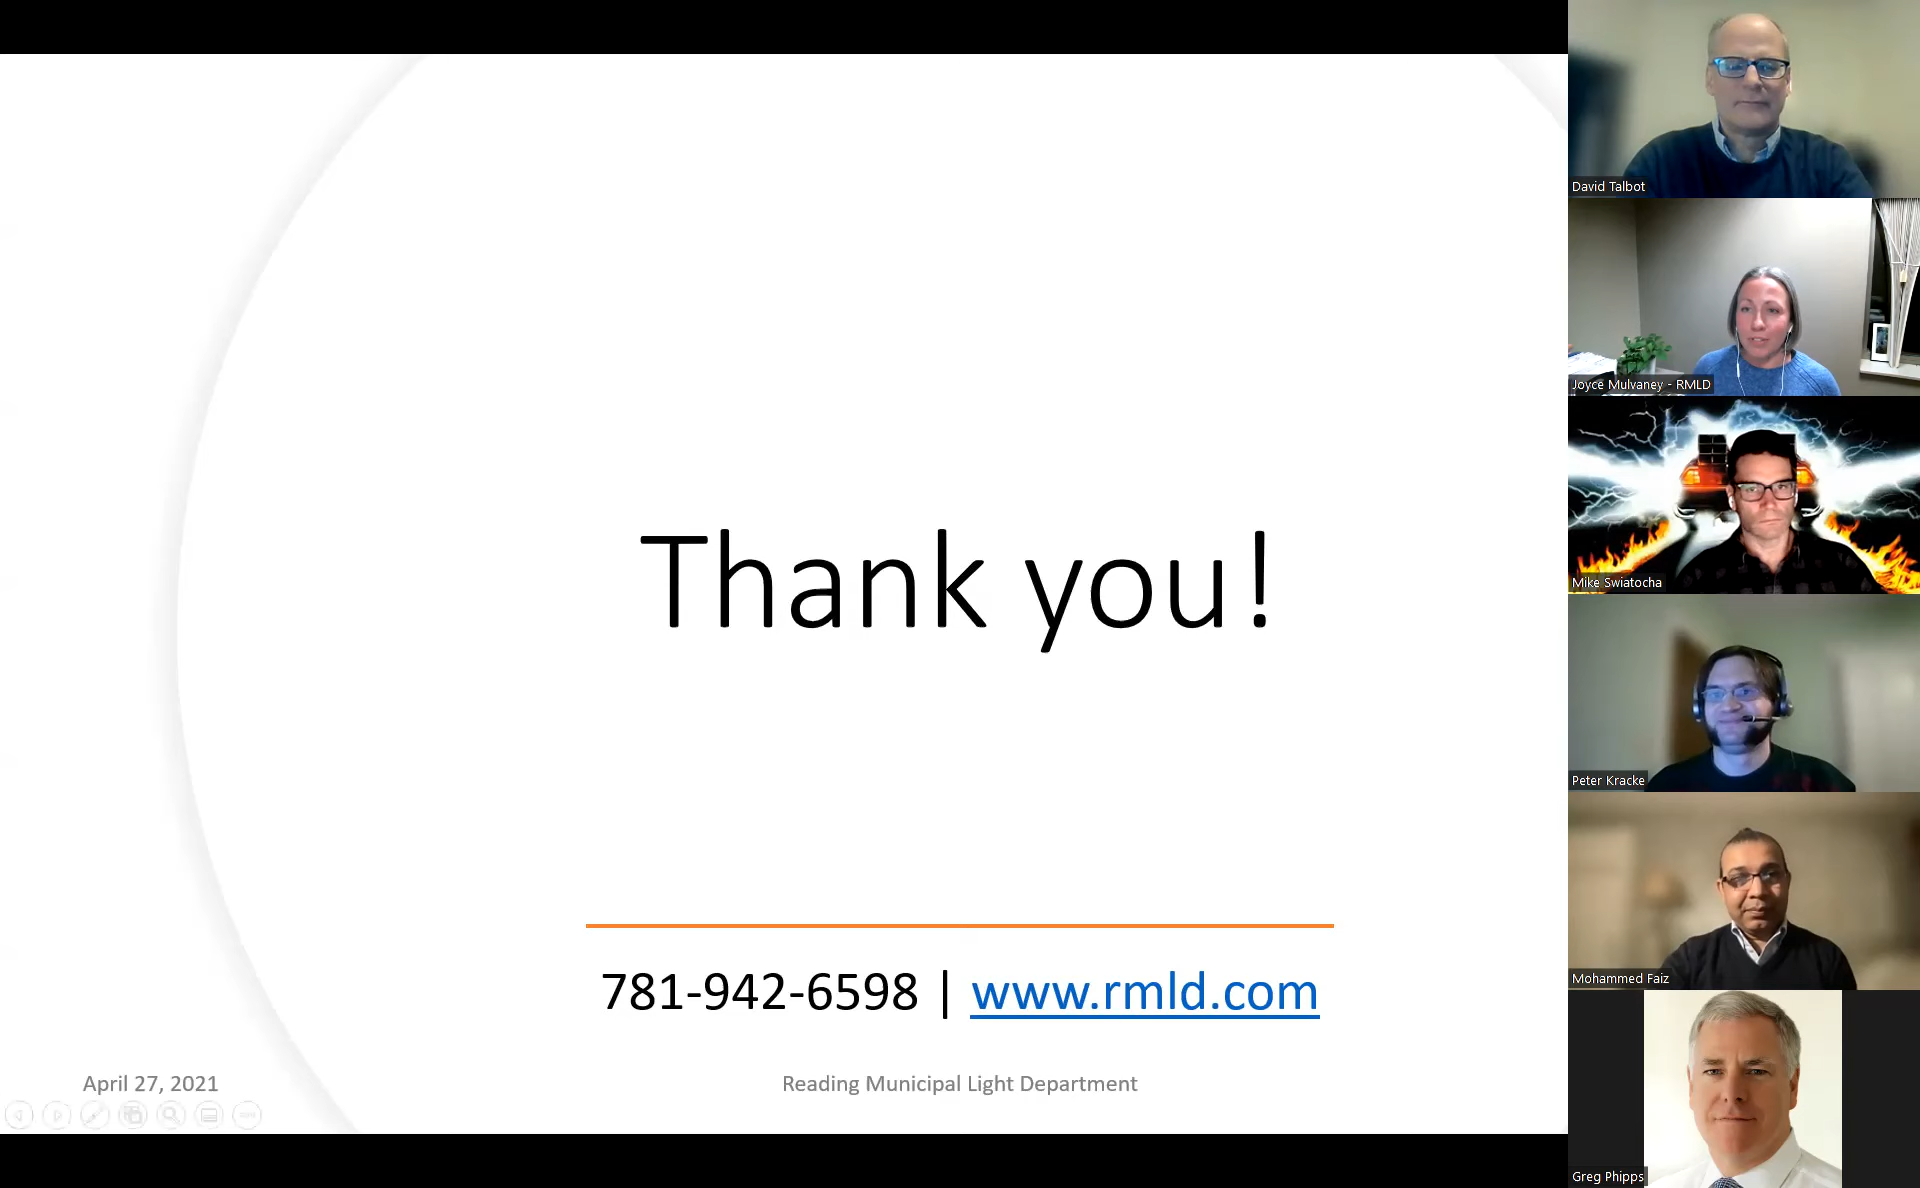 Thank you!
781-942-6598 | www.rmld.com
April 27, 2021
Reading Municipal Light Department
David Talbot
Joyce Mulvaney - RMLD
Mike Swiatocha
Peter Kracke
Mohammed Faiz
Greg Phipps